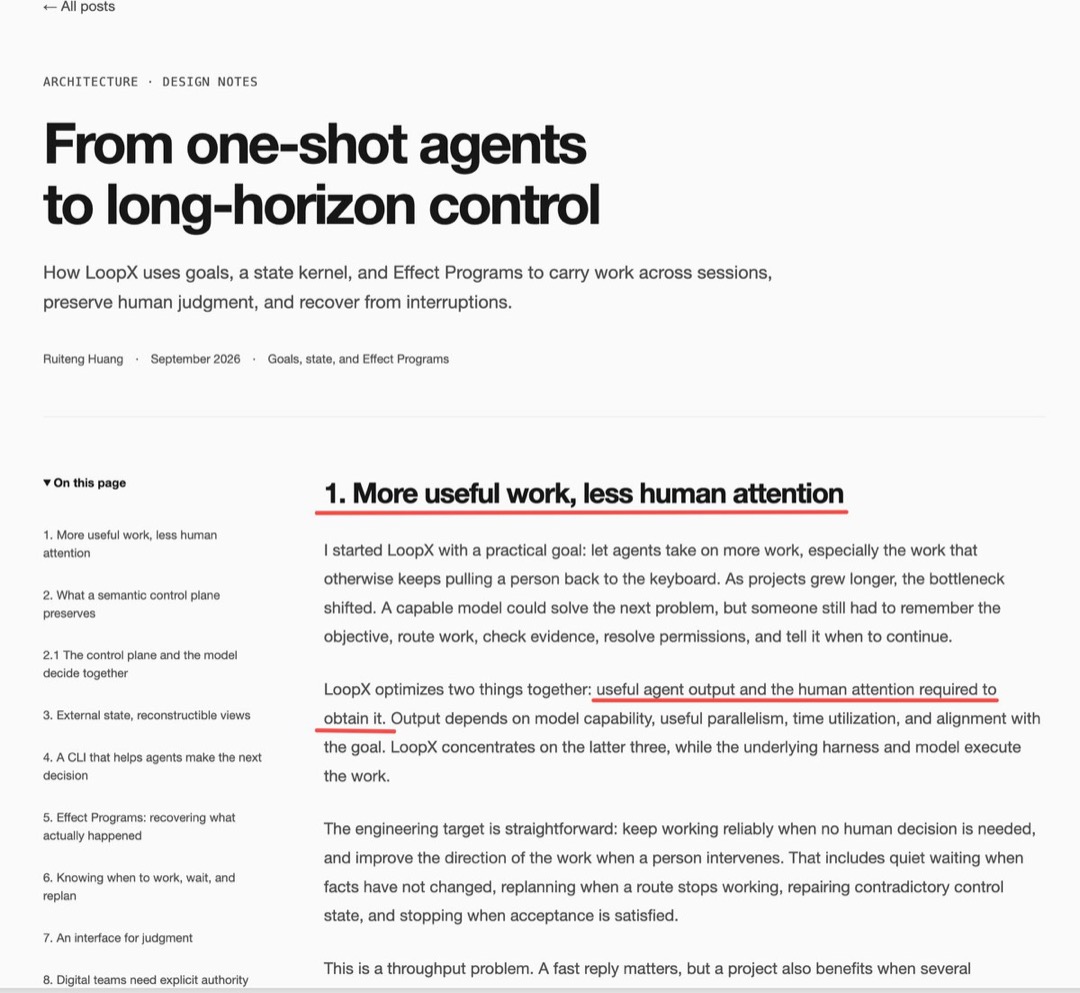 ← All posts
ARCHITECTURE · DESIGN NOTES
From one-shot agents
to long-horizon control
How LoopX uses goals, a state kernel, and Effect Programs to carry work across sessions,
preserve human judgment, and recover from interruptions.
Ruiteng Huang · September 2026 · Goals, state, and Effect Programs
▼ On this page
1. More useful work, less human
attention
2. What a semantic control plane
preserves
2.1 The control plane and the model
decide together
3. External state, reconstructible views
4. A CLI that helps agents make the next
decision
5. Effect Programs: recovering what
actually happened
6. Knowing when to work, wait, and
replan
7. An interface for judgment
8. Digital teams need explicit authority
1. More useful work, less human attention
I started LoopX with a practical goal: let agents take on more work, especially the work that
otherwise keeps pulling a person back to the keyboard. As projects grew longer, the bottleneck
shifted. A capable model could solve the next problem, but someone still had to remember the
objective, route work, check evidence, resolve permissions, and tell it when to continue.
LoopX optimizes two things together: useful agent output and the human attention required to
obtain it. Output depends on model capability, useful parallelism, time utilization, and alignment with
the goal. LoopX concentrates on the latter three, while the underlying harness and model execute
the work.
The engineering target is straightforward: keep working reliably when no human decision is needed,
and improve the direction of the work when a person intervenes. That includes quiet waiting when
facts have not changed, replanning when a route stops working, repairing contradictory control
state, and stopping when acceptance is satisfied.
This is a throughput problem. A fast reply matters, but a project also benefits when several